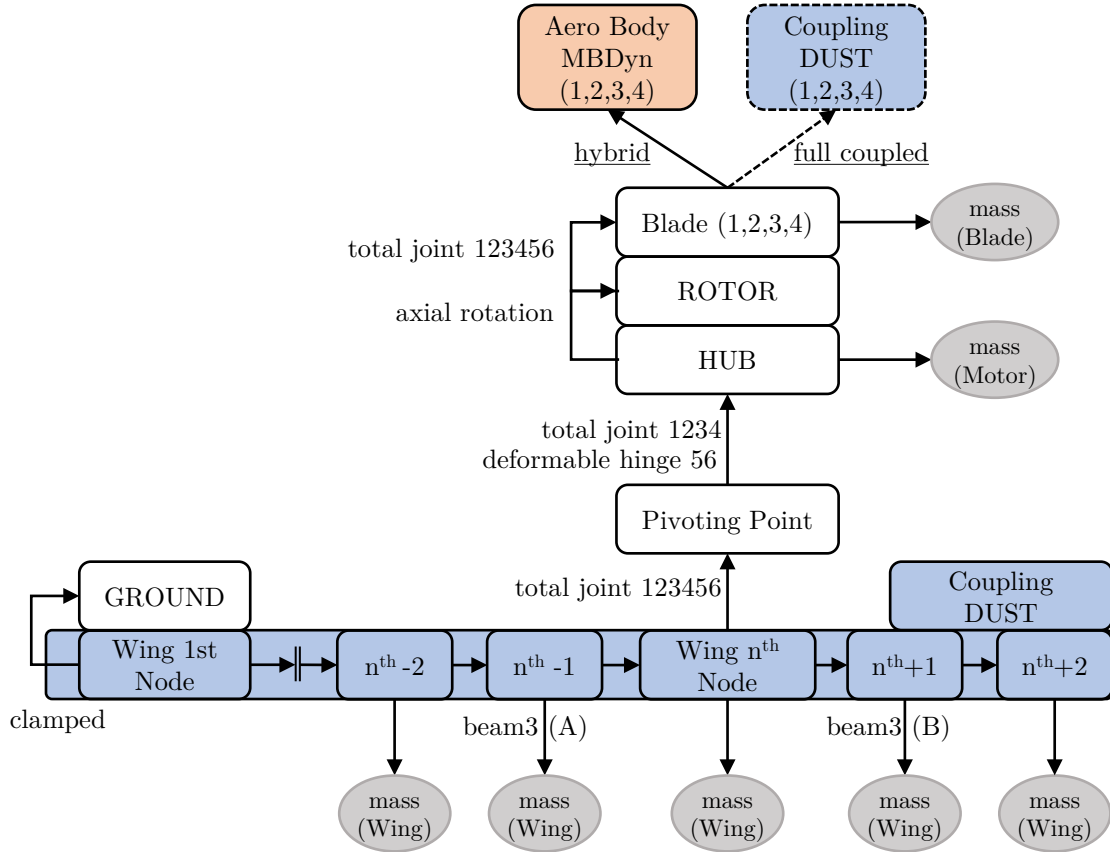 Aero Body
MBDyn
(1,2,3,4)
Coupling
DUST
(1,2,3,4)
hybrid
full coupled
Blade (1,2,3,4)
mass
(Blade)
total joint 123456
ROTOR
axial rotation
HUB
mass
(Motor)
total joint 1234
deformable hinge 56
Pivoting Point
total joint 123456
GROUND
Coupling
DUST
Wing 1st
Node
nth -2
nth -1
Wing nth
Node
nth+1
nth+2
clamped
beam3 (A)
beam3 (B)
mass
(Wing)
mass
(Wing)
mass
(Wing)
mass
(Wing)
mass
(Wing)